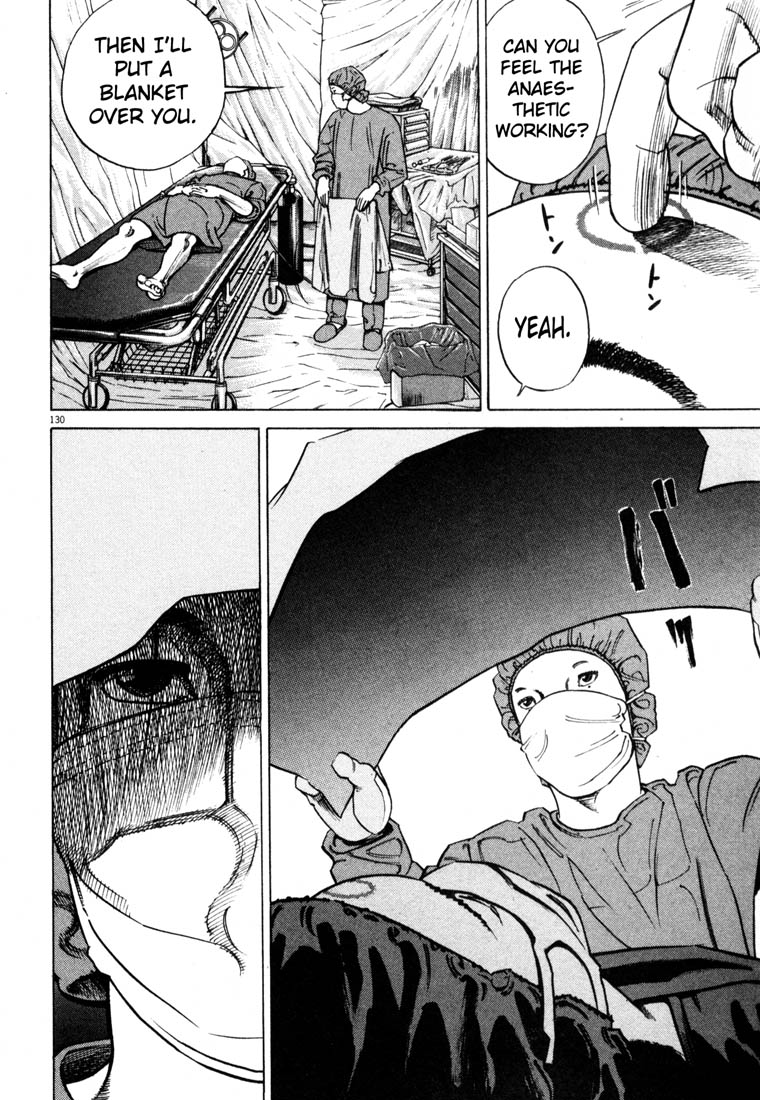 CAN YOU
FEEL THE
ANAES-
THETIC
WORKING?
トン
トン
YEAH.
THEN I'LL
PUT A
BLANKET
OVER YOU.
130
バッ